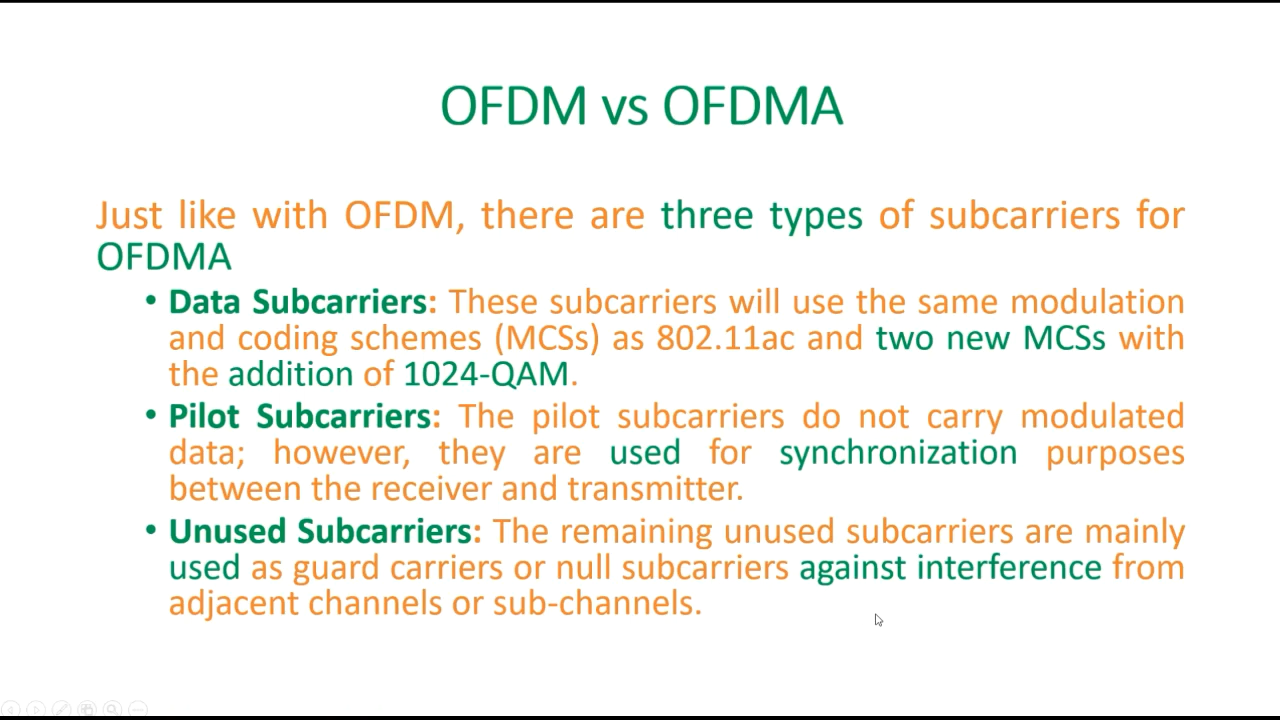 OFDM vs OFDMA
Just like with OFDM, there are three types of subcarriers for
OFDMA
• Data Subcarriers: These subcarriers will use the same modulation
and coding schemes (MCSs) as 802.11ac and two new MCSs with
the addition of 1024-QAM.
• Pilot Subcarriers: The pilot subcarriers do not carry modulated
data; however, they are used for synchronization purposes
between the receiver and transmitter.
• Unused Subcarriers: The remaining unused subcarriers are mainly
used as guard carriers or null subcarriers against interference from
adjacent channels or sub-channels.